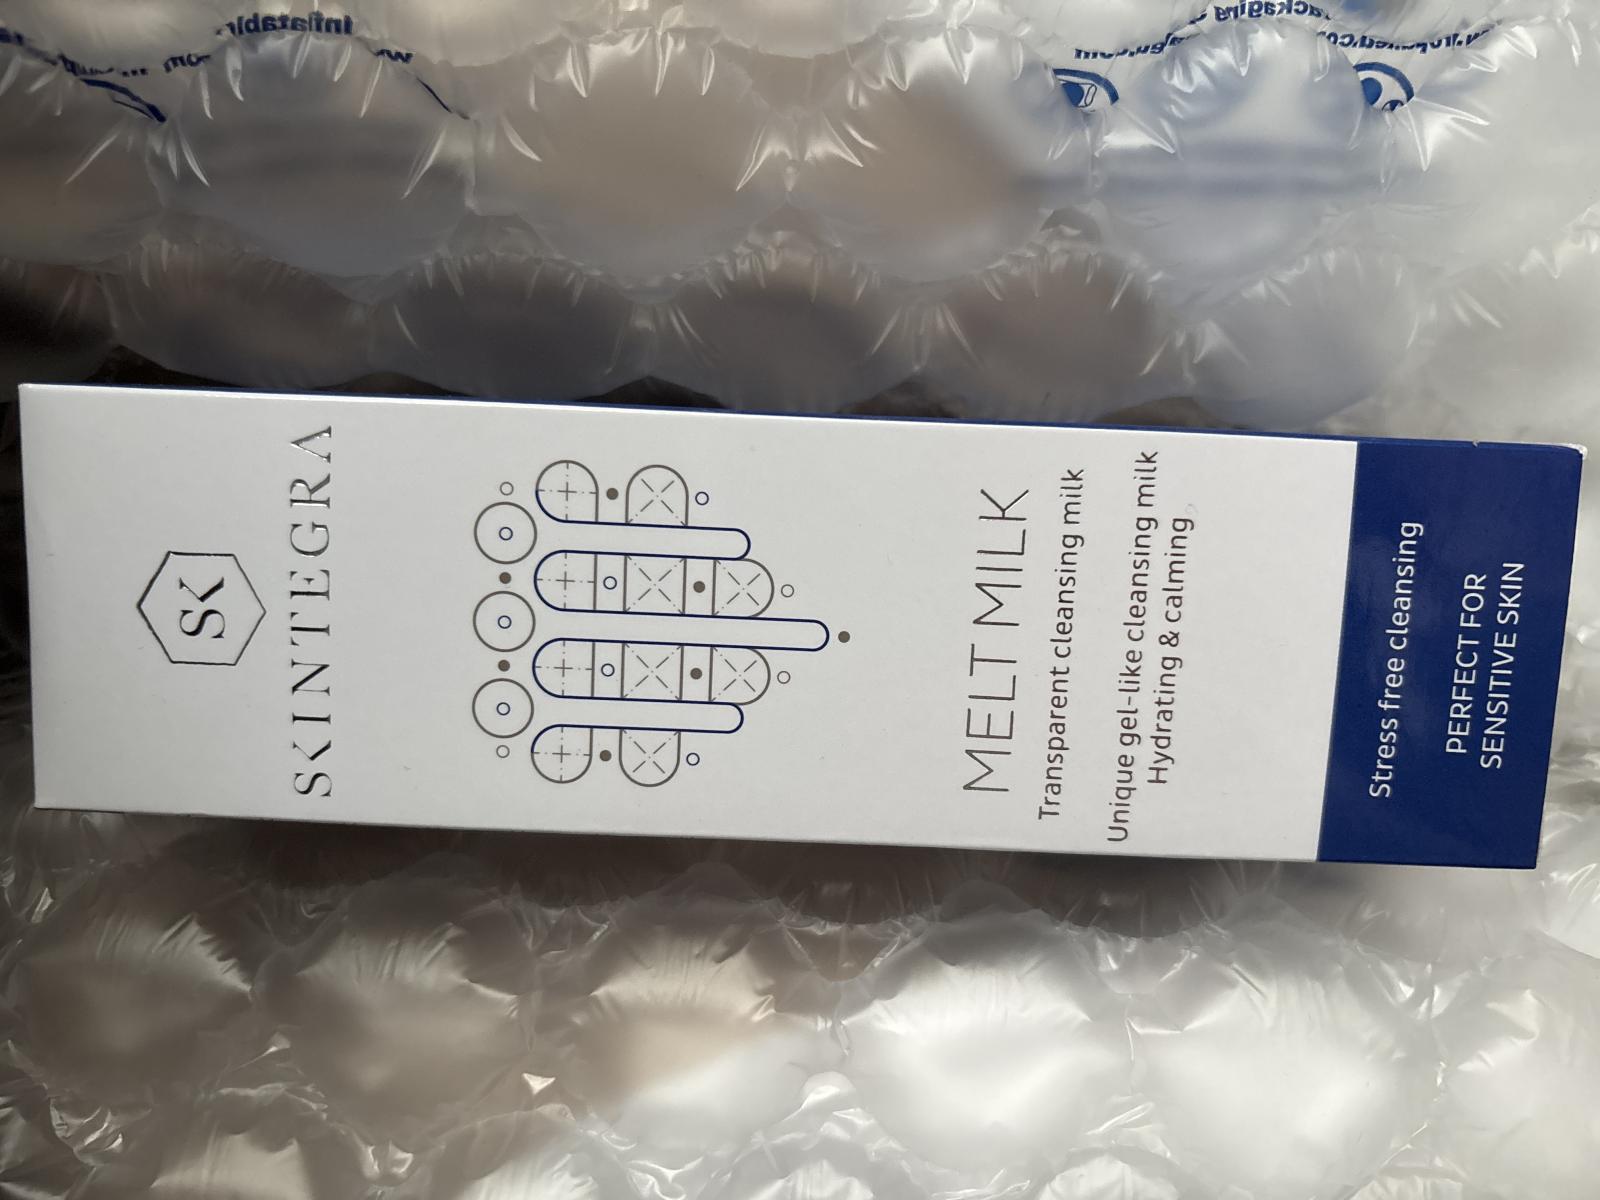 SK
SKINTEGRA
MELT MILK
Transparent cleansing milk
Unique gel-like cleansing milk
Hydrating & calming
Stress free cleansing
PERFECT FOR
SENSITIVE SKIN
Inflatable